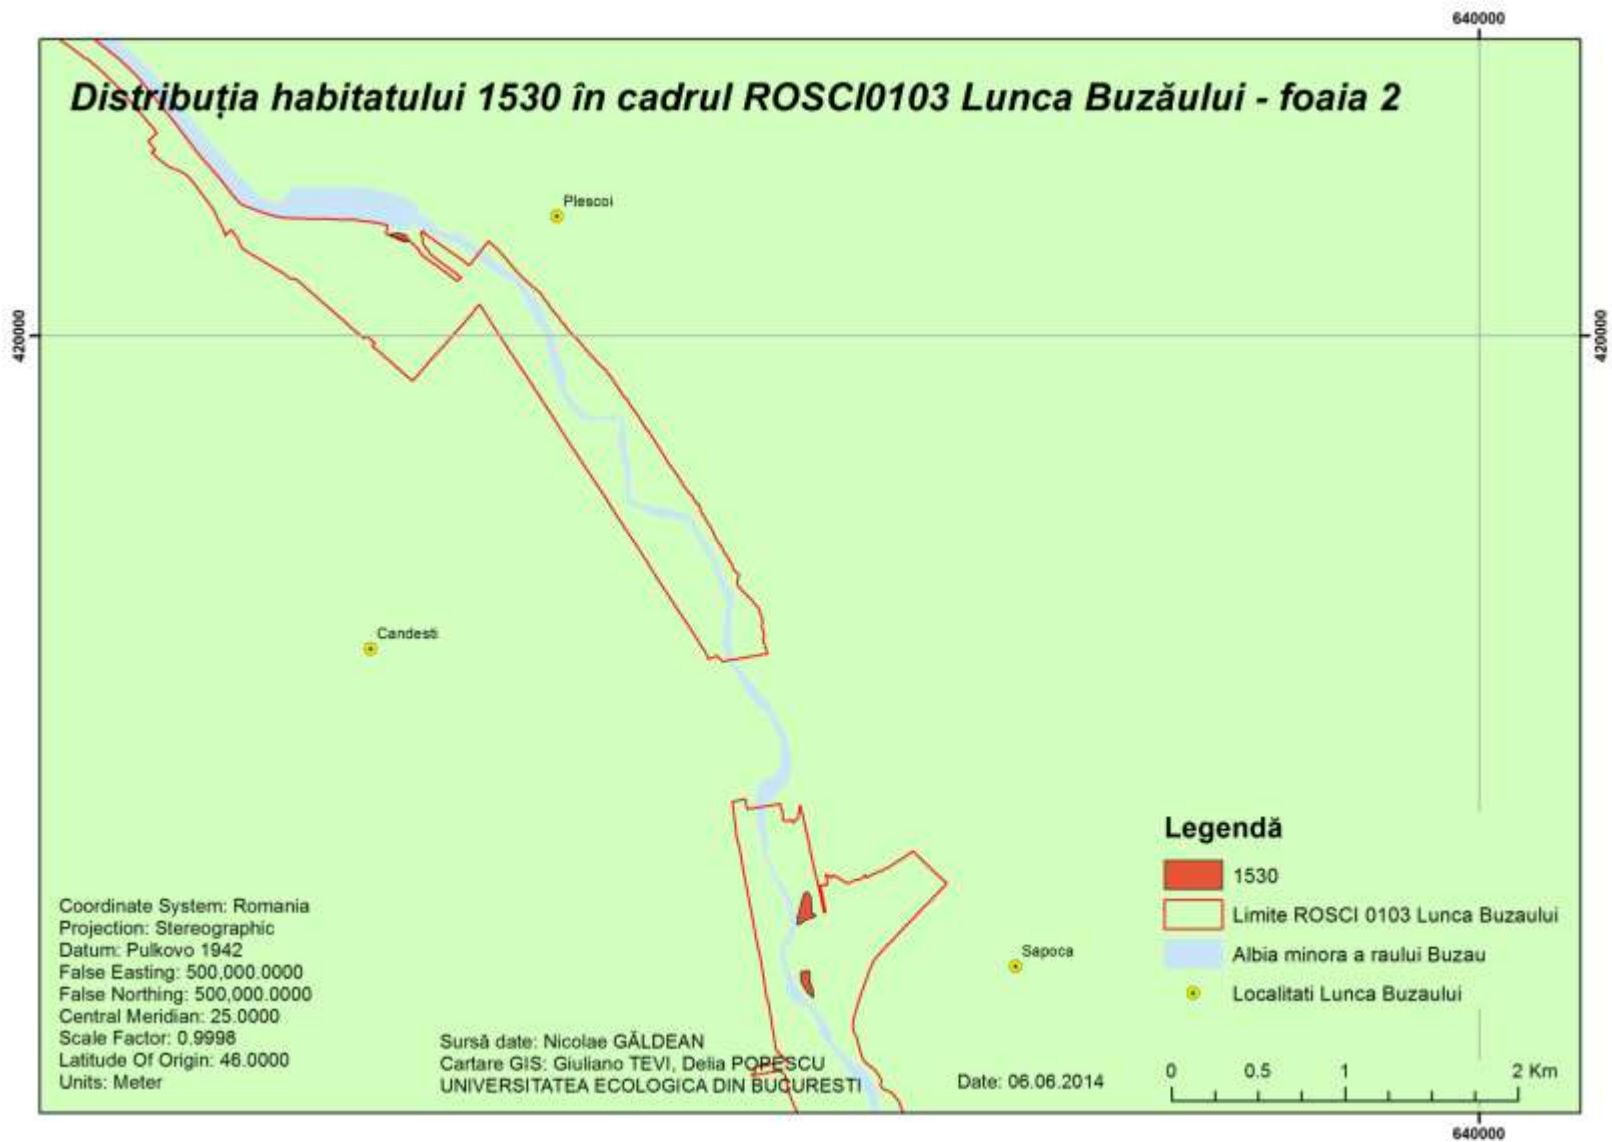 640000
Distribuția habitatului 1530 în cadrul ROSCI0103 Lunca Buzăului - foaia 2
Plescoi
420000
420000
Candesti
Legendă
1530
Limite ROSCI 0103 Lunca Buzaului
Albia minora a raului Buzau
Localitati Lunca Buzaului
Sapoca
Coordinate System: Romania
Projection: Stereographic
Datum: Pulkovo 1942
False Easting: 500,000.0000
False Northing: 500,000.0000
Central Meridian: 25.0000
Scale Factor: 0.9998
Latitude Of Origin: 46.0000
Units: Meter
Sursă date: Nicolae GĂLDEAN
Cartare GIS: Giuliano TEVI, Delia POPESCU
UNIVERSITATEA ECOLOGICA DIN BUCURESTI
Date: 06.06.2014
0 0.5 1 2 Km
640000